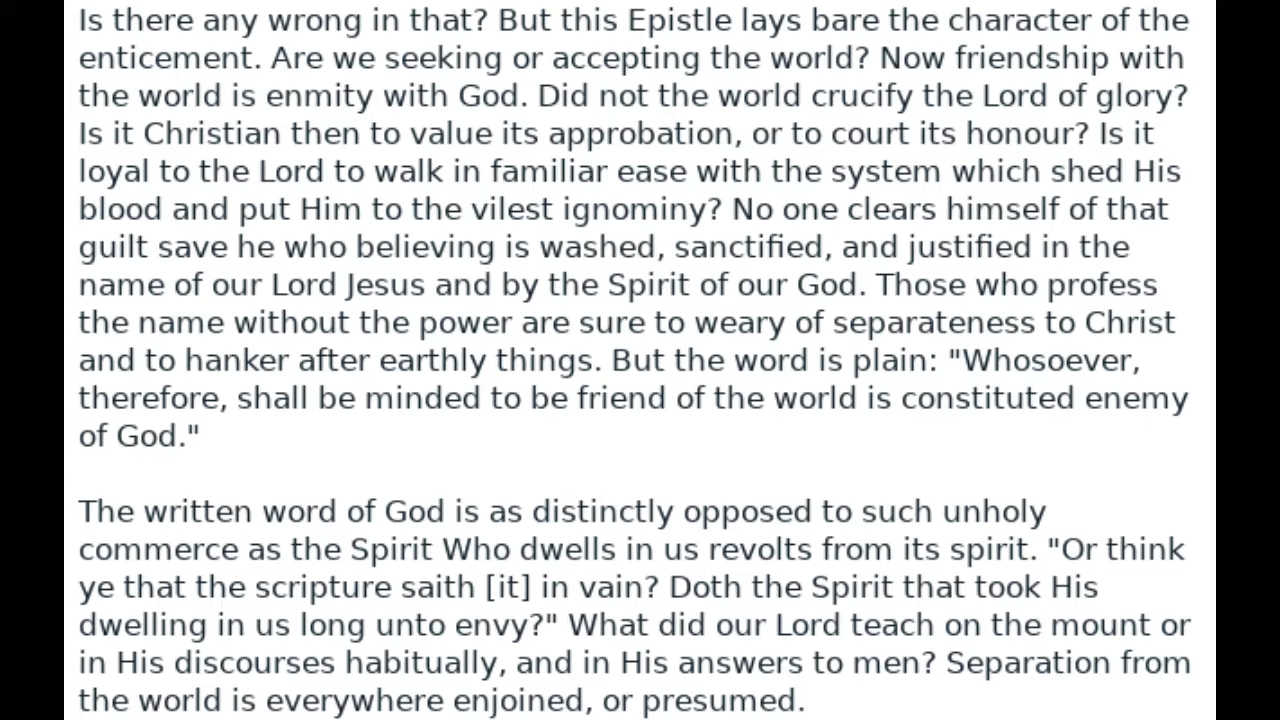 Is there any wrong in that? But this Epistle lays bare the character of the
enticement. Are we seeking or accepting the world? Now friendship with
the world is enmity with God. Did not the world crucify the Lord of glory?
Is it Christian then to value its approbation, or to court its honour? Is it
loyal to the Lord to walk in familiar ease with the system which shed His
blood and put Him to the vilest ignominy? No one clears himself of that
guilt save he who believing is washed, sanctified, and justified in the
name of our Lord Jesus and by the Spirit of our God. Those who profess
the name without the power are sure to weary of separateness to Christ
and to hanker after earthly things. But the word is plain: "Whosoever,
therefore, shall be minded to be friend of the world is constituted enemy
of God."

The written word of God is as distinctly opposed to such unholy
commerce as the Spirit Who dwells in us revolts from its spirit. "Or think
ye that the scripture saith [it] in vain? Doth the Spirit that took His
dwelling in us long unto envy?" What did our Lord teach on the mount or
in His discourses habitually, and in His answers to men? Separation from
the world is everywhere enjoined, or presumed.